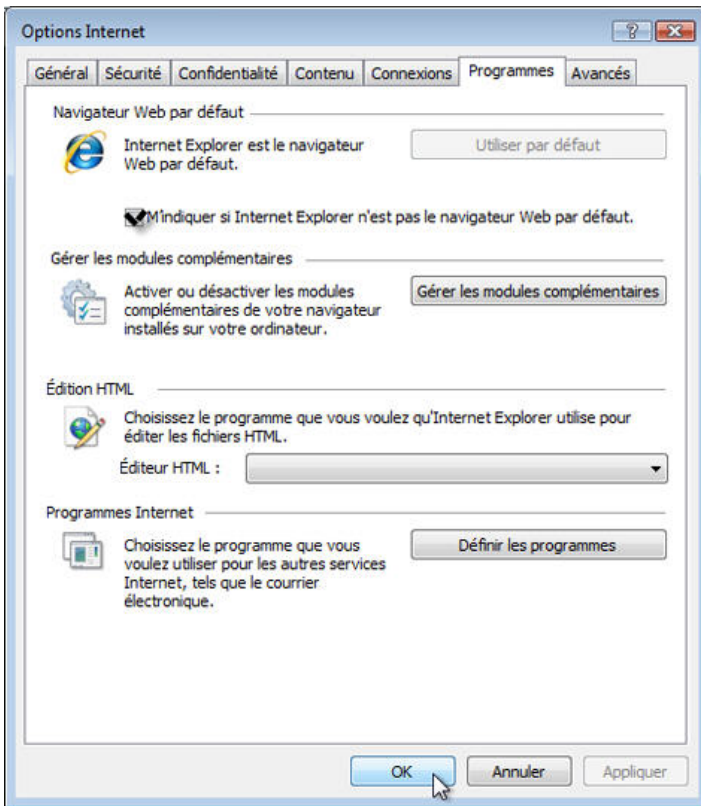 Options Internet
Général Sécurité Confidentialité Contenu Connexions Programmes Avancés
Navigateur Web par défaut
Internet Explorer est le navigateur
Web par défaut.
Utiliser par défaut
M'indiquer si Internet Explorer n'est pas le navigateur Web par défaut.
Gérer les modules complémentaires
Activer ou désactiver les modules
complémentaires de votre navigateur
installés sur votre ordinateur.
Gérer les modules complémentaires
Édition HTML
Choisissez le programme que vous voulez qu'Internet Explorer utilise pour
éditer les fichiers HTML.
Éditeur HTML :
Programmes Internet
Choisissez le programme que vous
voulez utiliser pour les autres services
Internet, tels que le courrier
électronique.
Définir les programmes
OK Annuler Appliquer